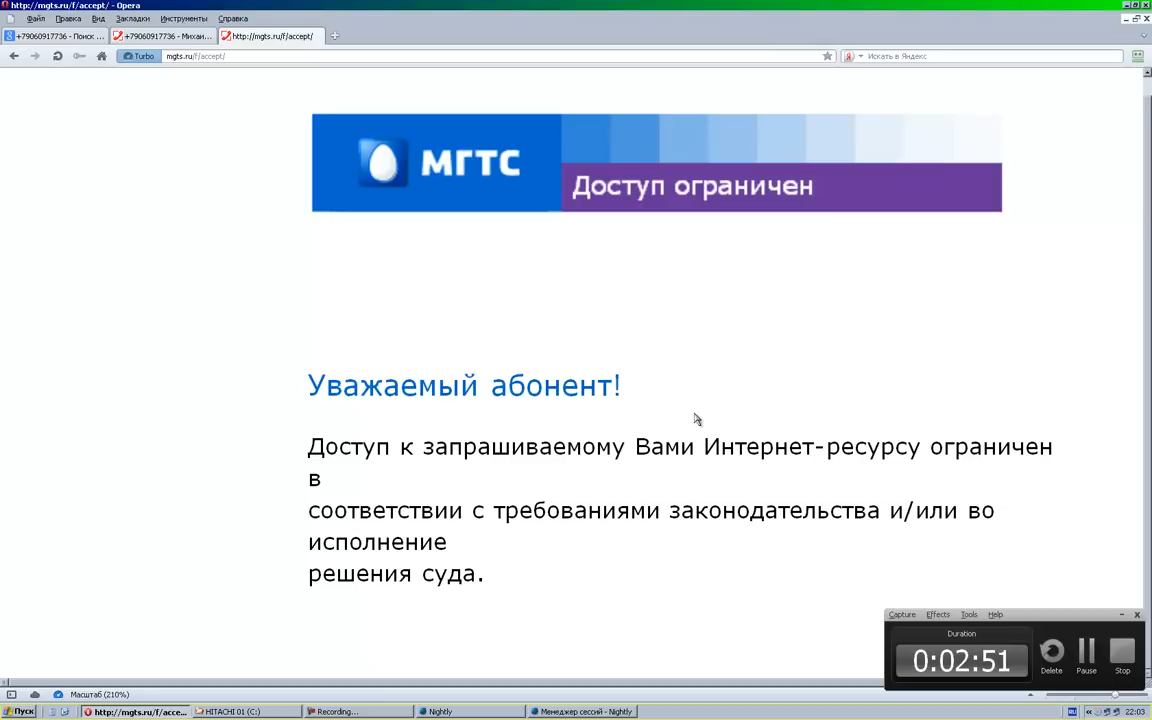 http://mgts.ru/f/accept/ - Opera
Файл Правка Вид Закладки Инструменты Справка
+79060917736 - Поиск ... +79060917736 - Михаи... http://mgts.ru/f/accept/
Turbo mgts.ru/f/accept/ Искать в Яндекс
МГТС
Доступ ограничен
Уважаемый абонент!
Доступ к запрашиваемому Вами Интернет-ресурсу ограничен
в
соответствии с требованиями законодательства и/или во
исполнение
решения суда.
Capture Effects Tools Help
Duration
0:02:51
Delete Pause Stop
Масштаб (210%)
Пуск http://mgts.ru/f/acce... HITACHI 01 (C:) Recording... Nightly Менеджер сессий - Nightly RU « 22:03